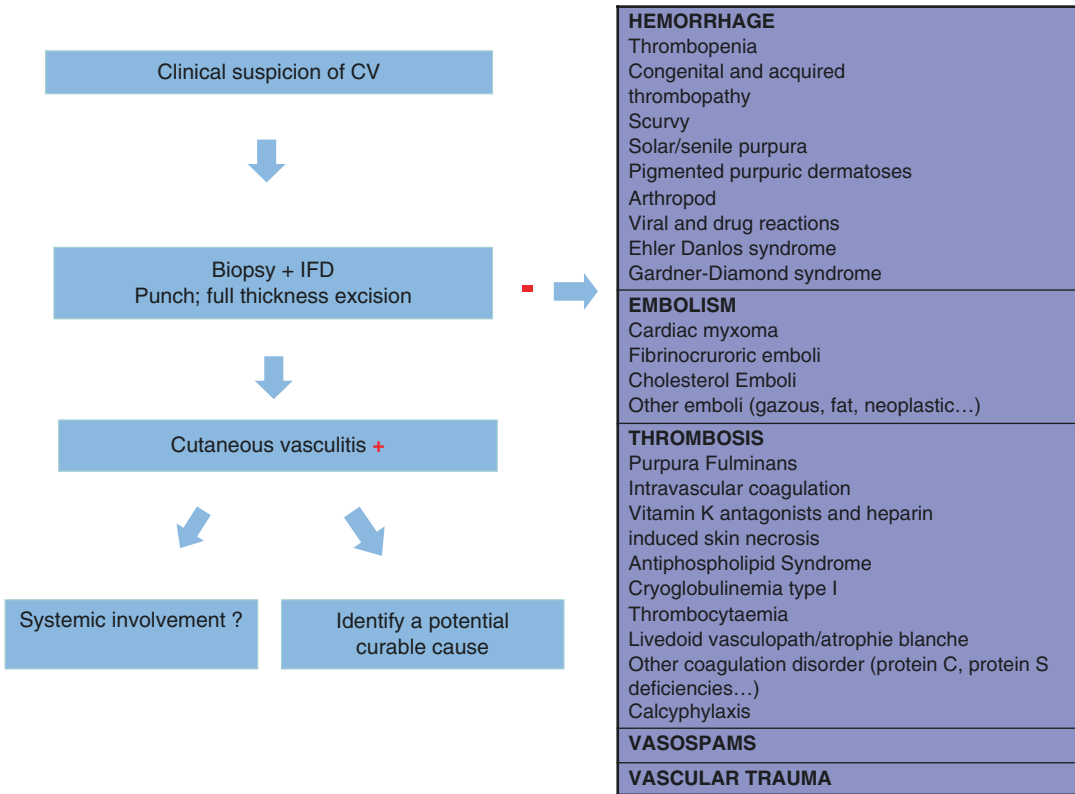 Clinical suspicion of CV
Biopsy + IFD
Punch; full thickness excision
-
Cutaneous vasculitis +
Systemic involvement ?
Identify a potential
curable cause
HEMORRHAGE
Thrombopenia
Congenital and acquired
thrombopathy
Scurvy
Solar/senile purpura
Pigmented purpuric dermatoses
Arthropod
Viral and drug reactions
Ehler Danlos syndrome
Gardner-Diamond syndrome
EMBOLISM
Cardiac myxoma
Fibrinocruroric emboli
Cholesterol Emboli
Other emboli (gazous, fat, neoplastic…)
THROMBOSIS
Purpura Fulminans
Intravascular coagulation
Vitamin K antagonists and heparin
induced skin necrosis
Antiphospholipid Syndrome
Cryoglobulinemia type I
Thrombocytaemia
Livedoid vasculopath/atrophie blanche
Other coagulation disorder (protein C, protein S
deficiencies…)
Calcyphylaxis
VASOSPAMS
VASCULAR TRAUMA